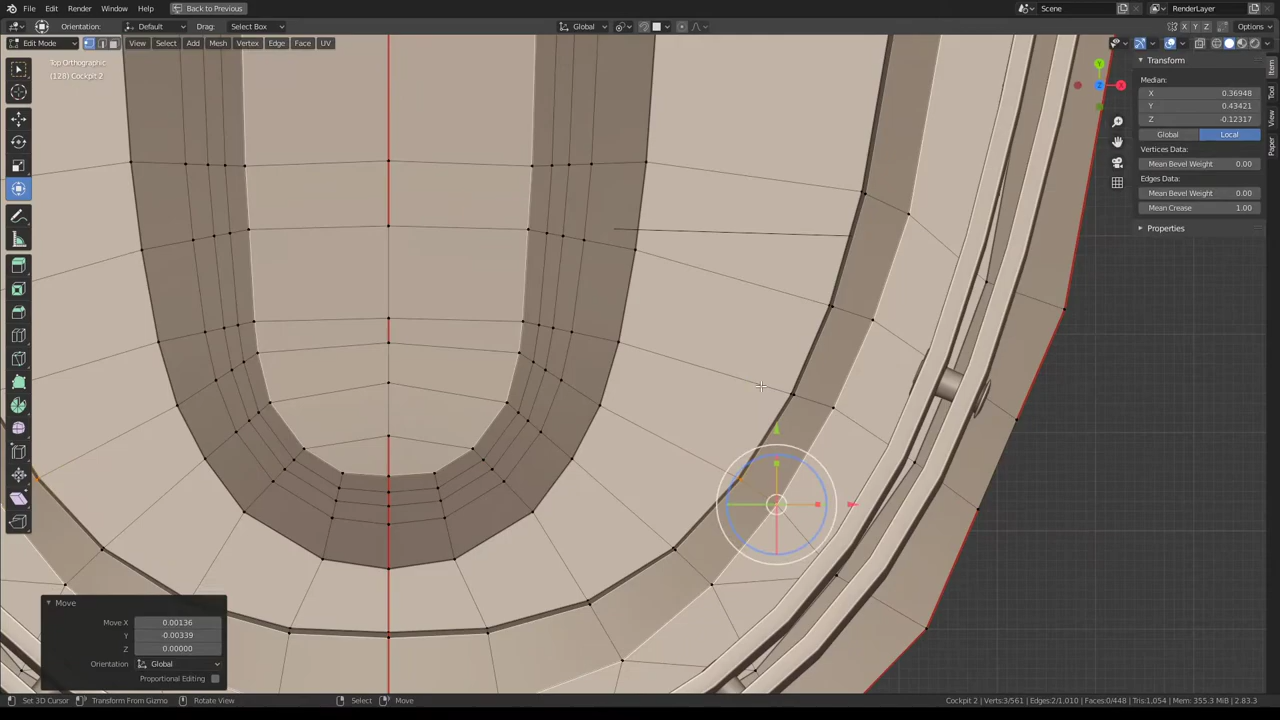 File Edit Render Window Help Back to Previous Scene RenderLayer
Orientation: Default Drag: Select Box Global X Y Z Options
Edit Mode View Select Add Mesh Vertex Edge Face UV
Top Orthographic
(128) Cockpit 2
Y
X
Z
Transform
Median:
X 0.36948
Y 0.43421
Z -0.12317
Global Local
Vertices Data:
Mean Bevel Weight 0.00
Edges Data:
Mean Bevel Weight 0.00
Mean Crease 1.00
Properties
Item
Tool
View
Paper
Move
Move X 0.00136
Y -0.00339
Z 0.00000
Orientation Global
Proportional Editing
Set 3D Cursor Transform From Gizmo Rotate View Select Move Cockpit 2 | Verts:3/561 | Edges:2/1,010 | Faces:0/448 | Tris:1,054 | Mem: 355.3 MiB | 2.83.3